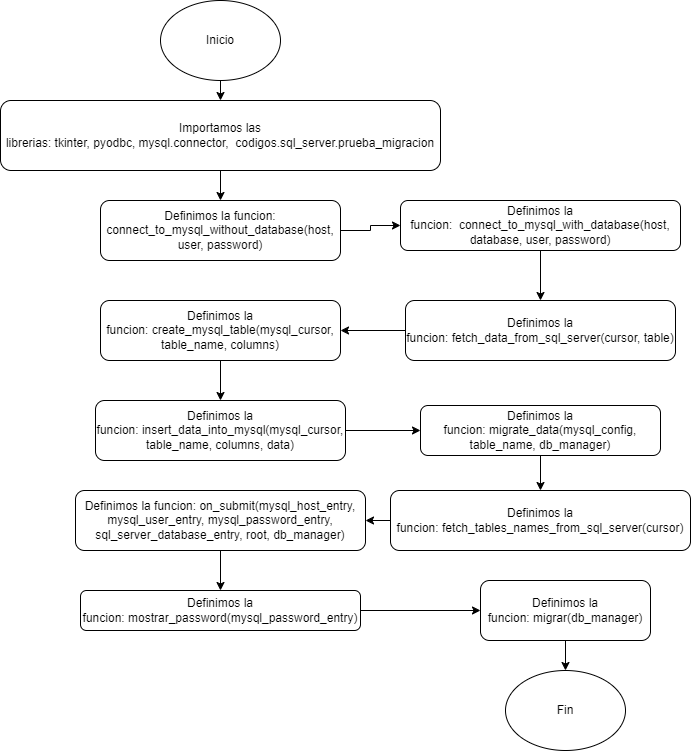 Inicio
Importamos las
librerias: tkinter, pyodbc, mysql.connector, codigos.sql_server.prueba_migracion
Definimos la funcion:
connect_to_mysql_without_database(host,
user, password)
Definimos la
funcion: connect_to_mysql_with_database(host,
database, user, password)
Definimos la
funcion: fetch_data_from_sql_server(cursor, table)
Definimos la
funcion: create_mysql_table(mysql_cursor,
table_name, columns)
Definimos la
funcion: insert_data_into_mysql(mysql_cursor,
table_name, columns, data)
Definimos la
funcion: migrate_data(mysql_config,
table_name, db_manager)
Definimos la
funcion: fetch_tables_names_from_sql_server(cursor)
Definimos la funcion: on_submit(mysql_host_entry,
mysql_user_entry, mysql_password_entry,
sql_server_database_entry, root, db_manager)
Definimos la
funcion: mostrar_password(mysql_password_entry)
Definimos la
funcion: migrar(db_manager)
Fin